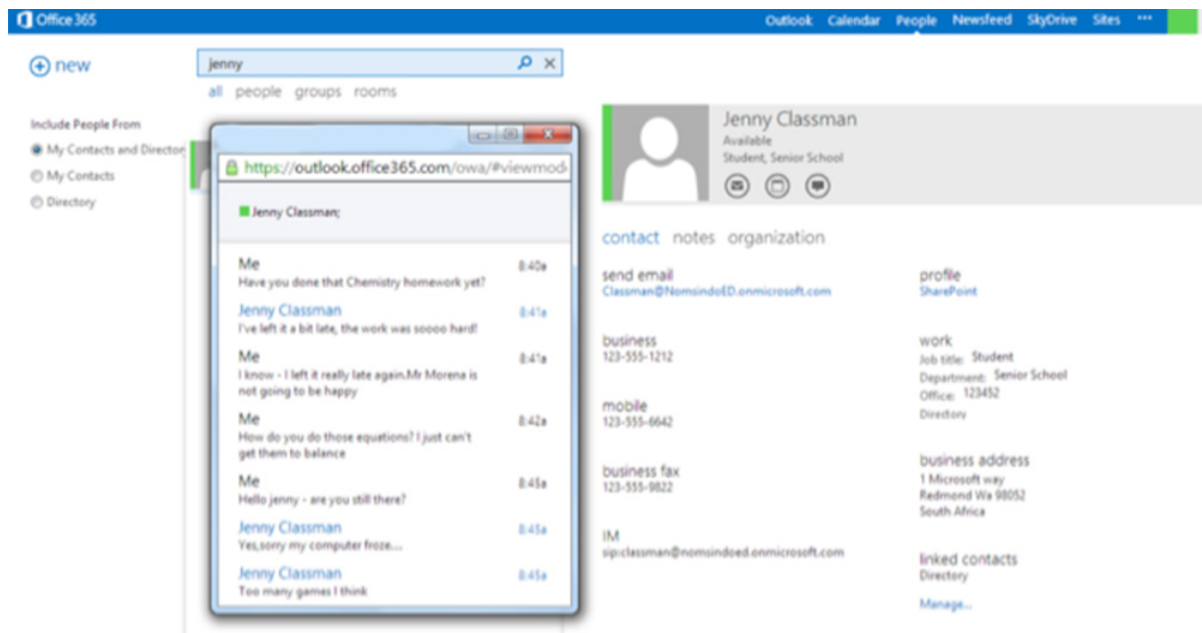 Office 365
Outlook Calendar People Newsfeed SkyDrive Sites •••
new
jenny
all people groups rooms
Include People From
My Contacts and Director
My Contacts
Directory
https://outlook.office365.com/owa/#viewmod
Jenny Classman;
Me 8:40a
Have you done that Chemistry homework yet?
Jenny Classman 8:41a
I've left it a bit late, the work was soooo hard!
Me 8:41a
I know - I left it really late again.Mr Morena is
not going to be happy
Me 8:42a
How do you do those equations? I just can't
get them to balance
Me 8:45a
Hello jenny - are you still there?
Jenny Classman 8:45a
Yes,sorry my computer froze....
Jenny Classman 8:45a
Too many games I think
Jenny Classman
Available
Student, Senior School
contact notes organization
send email
Classman@NomsindoED.onmicrosoft.com
business
123-555-1212
mobile
123-555-6642
business fax
123-555-9822
IM
sip:classman@nomsindoed.onmicrosoft.com
profile
SharePoint
work
Job title: Student
Department: Senior School
Office: 123452
Directory
business address
1 Microsoft way
Redmond Wa 98052
South Africa
linked contacts
Directory
Manage...